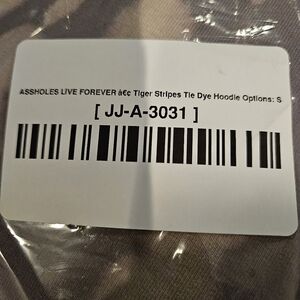 ASSHOLES LIVE FOREVER â€¢ Tiger Stripes Tie Dye Hoodie Options: S
[ JJ-A-3031 ]